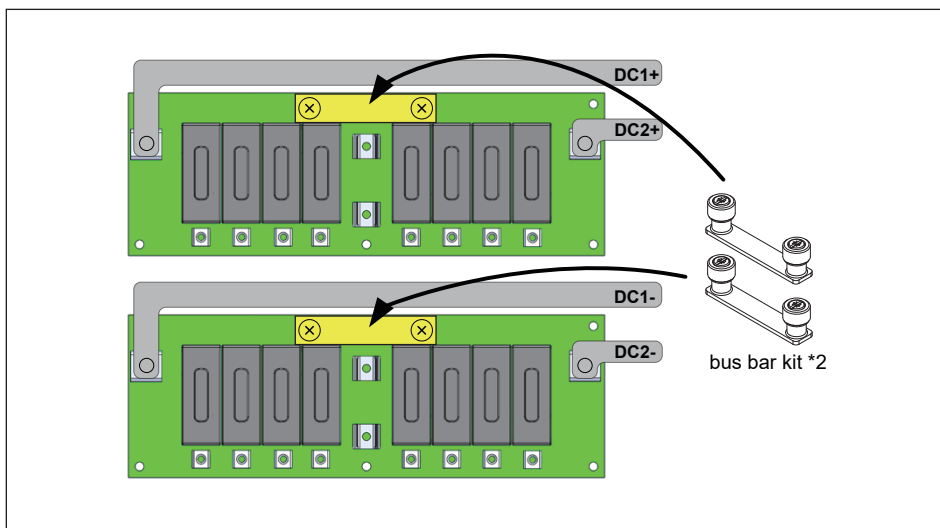 DC1+
DC2+
DC1-
DC2-
bus bar kit *2